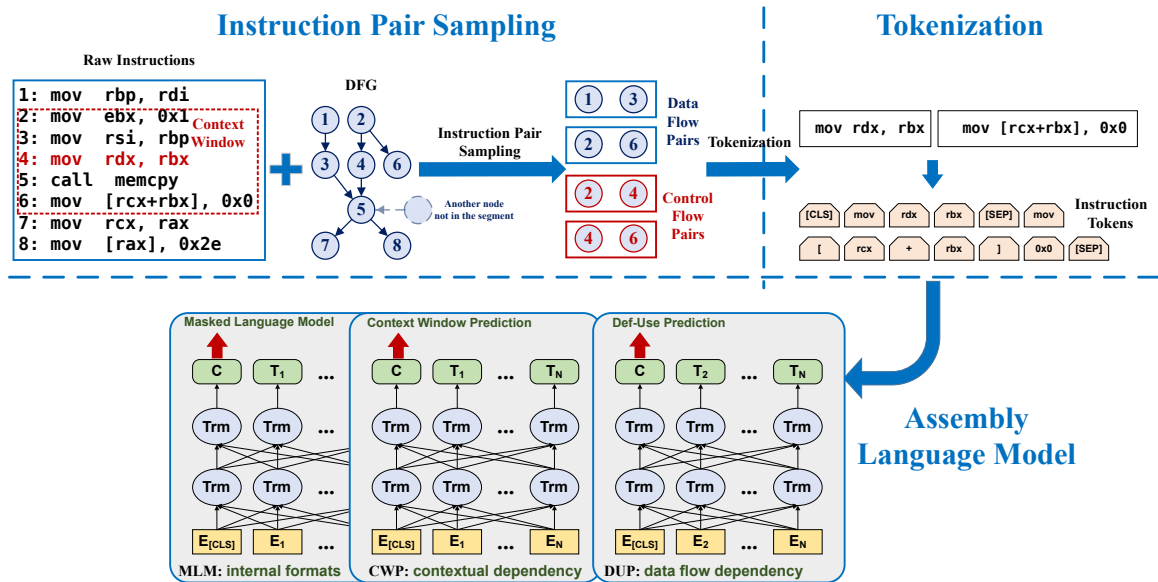 Instruction Pair Sampling
Tokenization
Raw Instructions
1: mov rbp, rdi
2: mov ebx, 0x1
3: mov rsi, rbp
4: mov rdx, rbx
5: call memcpy
6: mov [rcx+rbx], 0x0
7: mov rcx, rax
8: mov [rax], 0x2e
Context
Window
DFG
1
2
3
4
6
5
7
8
Another node
not in the segment
Instruction Pair
Sampling
1 3
2 6
2 4
4 6
Data
Flow
Pairs
Control
Flow
Pairs
Tokenization
mov rdx, rbx
mov [rcx+rbx], 0x0
[CLS] mov rdx rbx [SEP] mov
[ rcx + rbx ] 0x0 [SEP]
Instruction
Tokens
Masked Language Model
C T1 ...
Trm Trm ...
Trm Trm ...
E[CLS] E1 ...
MLM: internal formats
Context Window Prediction
C T1 ... TN
Trm Trm ... Trm
Trm Trm ... Trm
E[CLS] E1 ... EN
CWP: contextual dependency
Def-Use Prediction
C T2 ... TN
Trm Trm ... Trm
Trm Trm ... Trm
E[CLS] E2 ... EN
DUP: data flow dependency
Assembly
Language Model